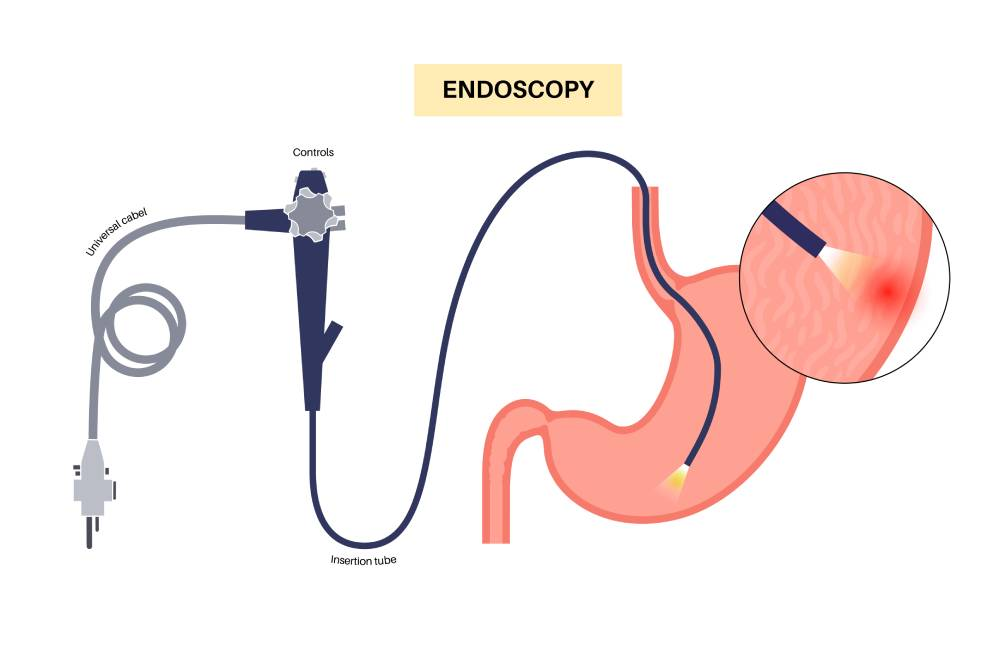 ENDOSCOPY
Controls
Universal cabel
Insertion tube